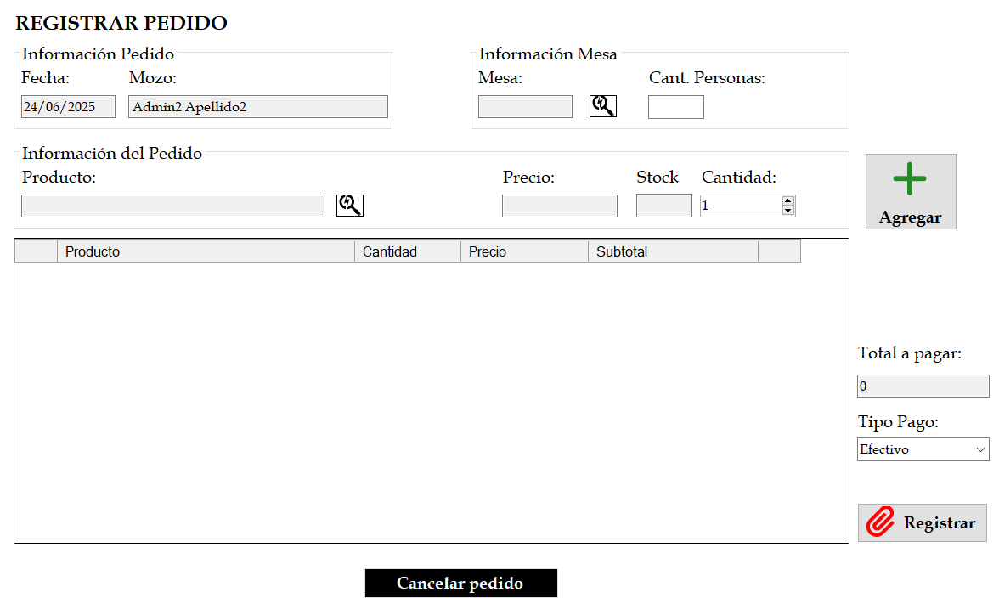 REGISTRAR PEDIDO
Información Pedido
Información Mesa
Fecha:
Mozo:
Mesa:
Cant. Personas:
24/06/2025
Admin2 Apellido2
Información del Pedido
Producto:
Precio:
Stock
Cantidad:
1
Agregar
Producto
Cantidad
Precio
Subtotal
Total a pagar:
0
Tipo Pago:
Efectivo
Registrar
Cancelar pedido